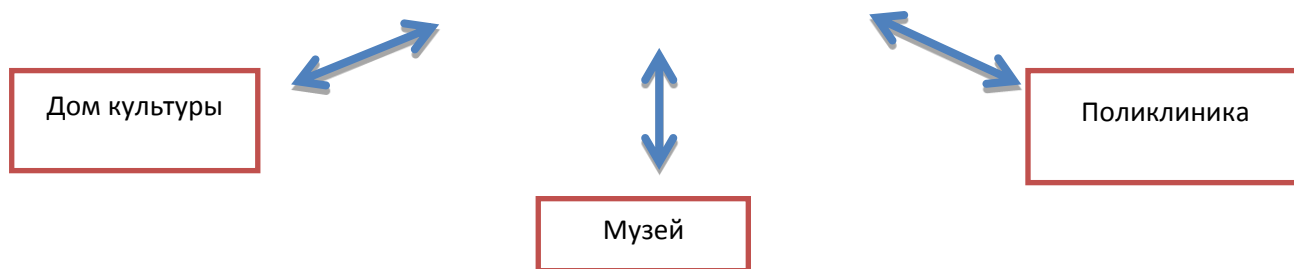 Дом культуры
Поликлиника
Музей